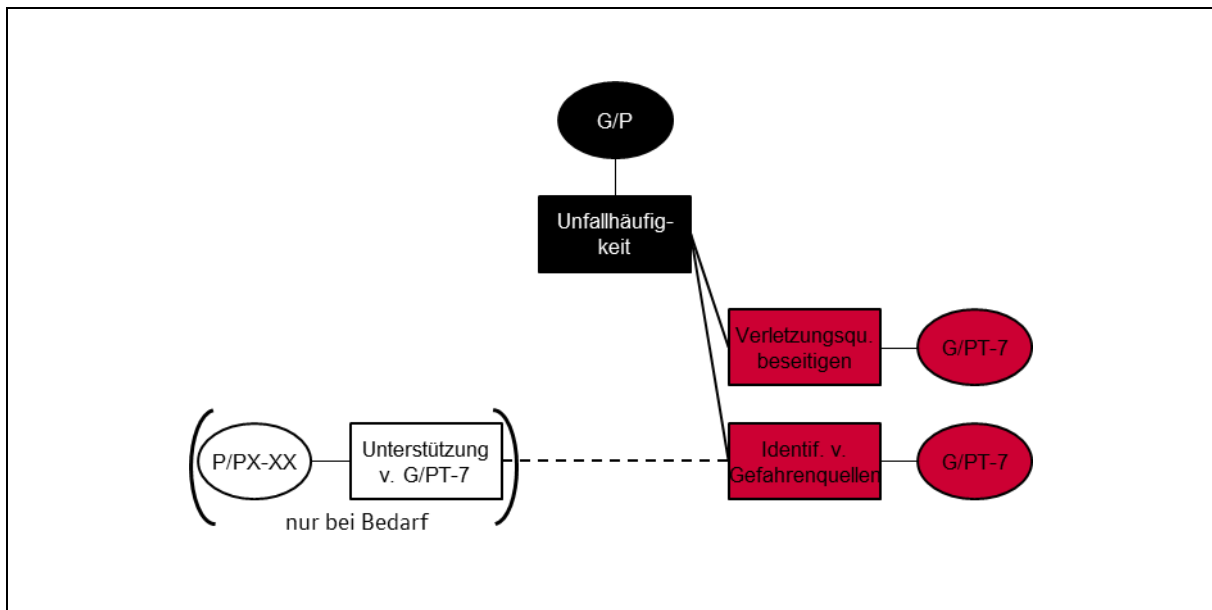 G/P
Unfallhäufig-
keit
Verletzungsqu.
beseitigen
G/PT-7
P/PX-XX
Unterstützung
v. G/PT-7
Identif. v.
Gefahrenquellen
G/PT-7
nur bei Bedarf